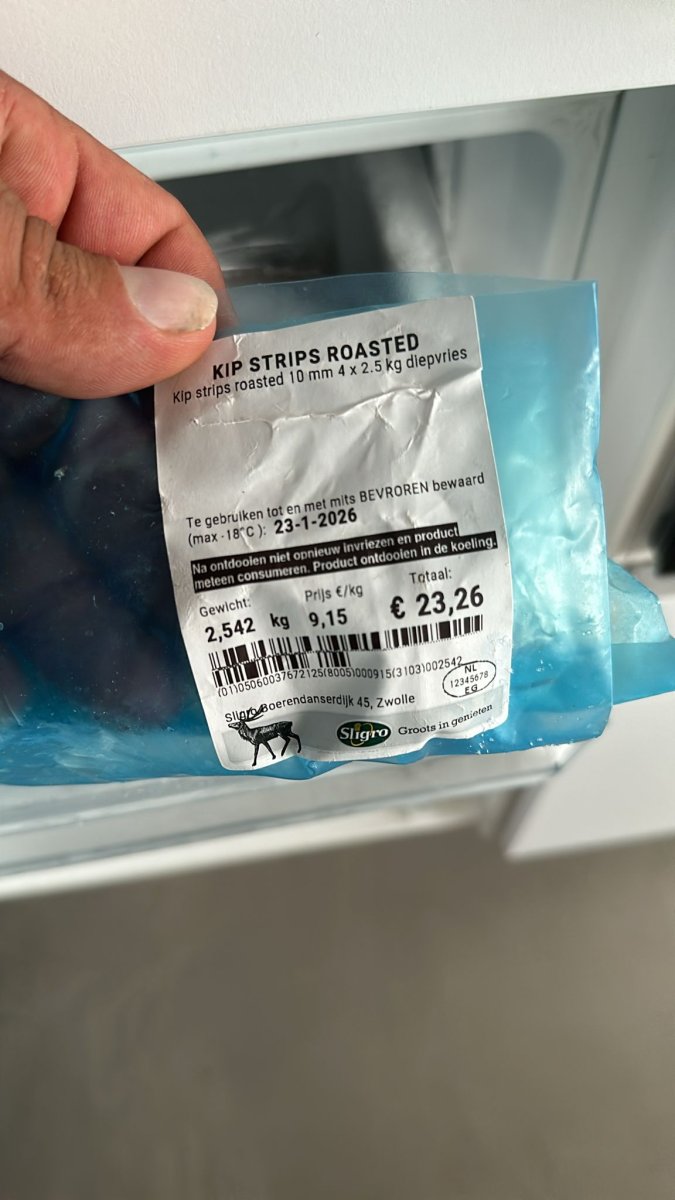 KIP STRIPS ROASTED
Kip strips roasted 10 mm 4 x 2.5 kg diepvries
Te gebruiken tot en met mits BEVROREN bewaard
(max -18°C ): 23-1-2026
Na ontdooien niet opnieuw invriezen en product
meteen consumeren. Product ontdooien in de koeling.
Gewicht: Prijs €/kg Totaal:
2,542 kg 9,15 € 23,26
(01)05060037672125(8005)000915(3103)002542
NL
12345678
EG
Sligro Boerendanserdijk 45, Zwolle
Sligro Groots in genieten